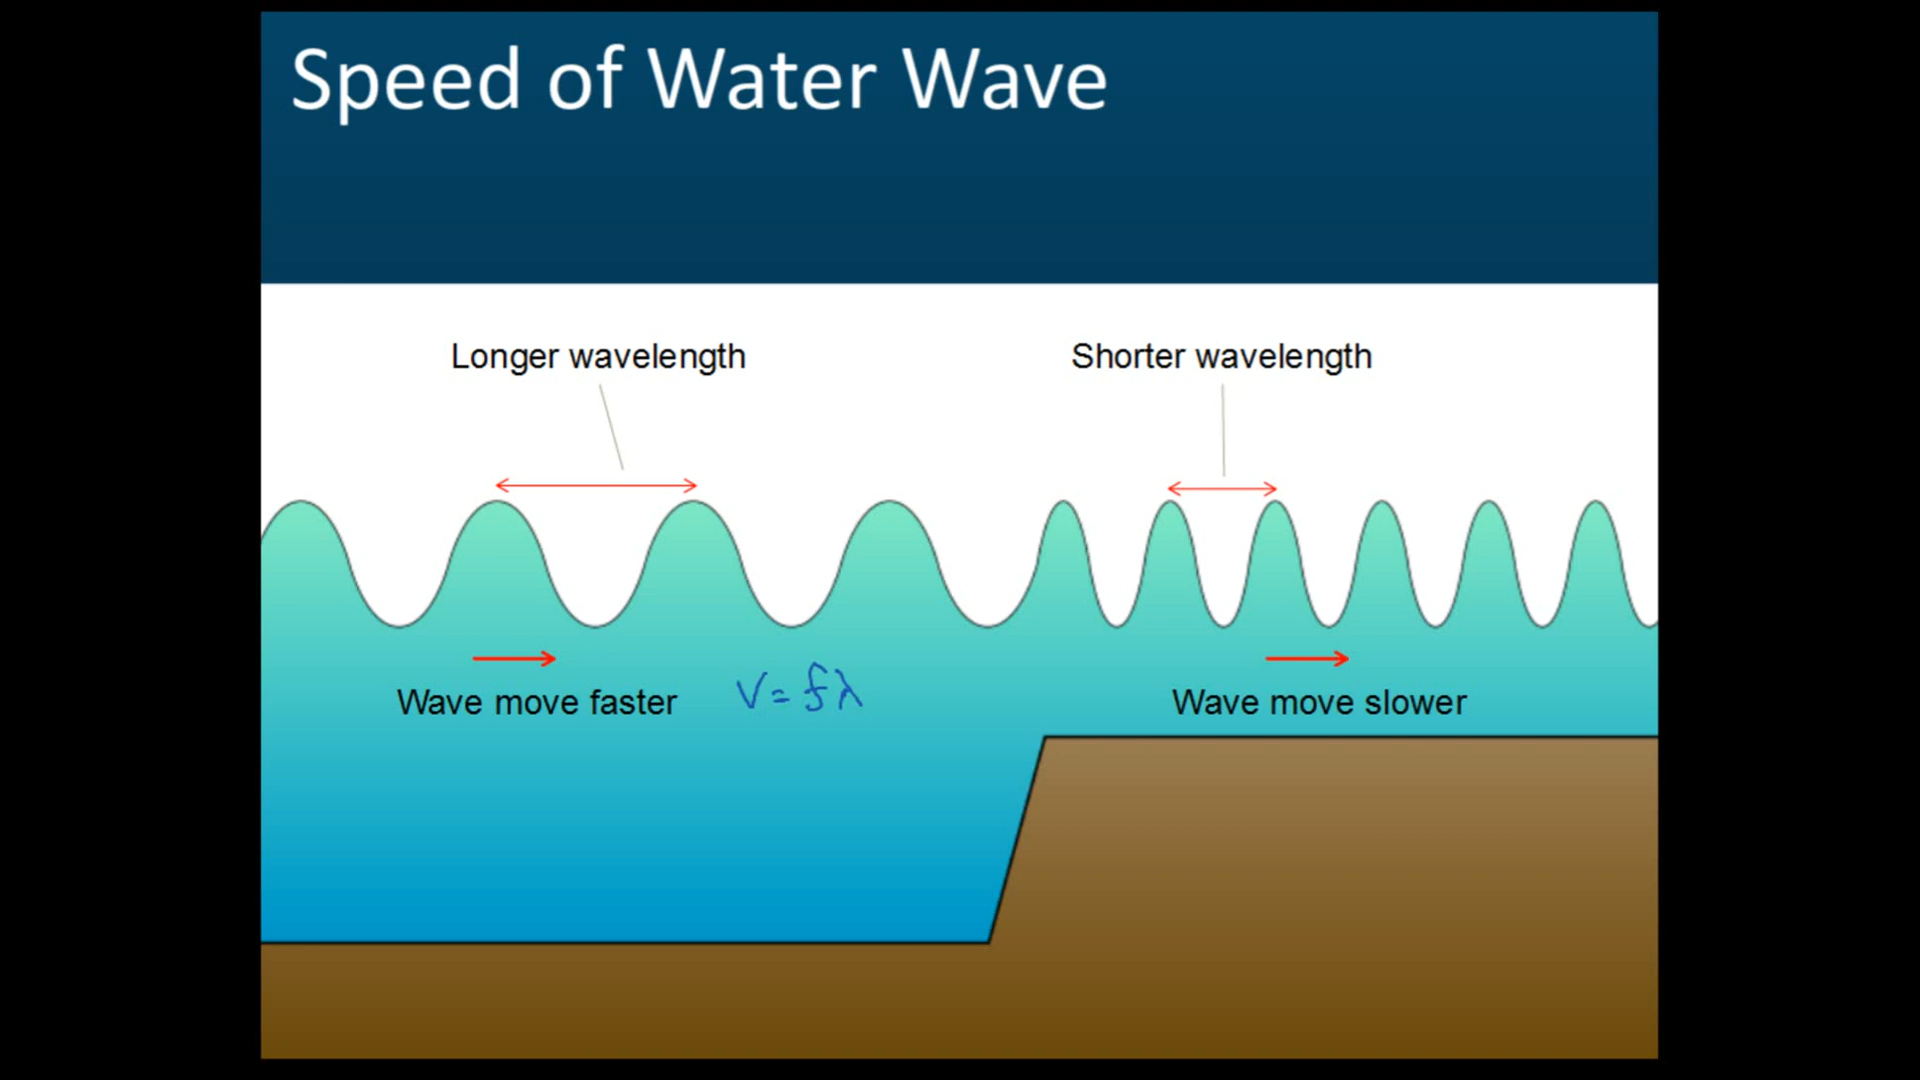 Speed of Water Wave
Longer wavelength
Shorter wavelength
Wave move faster
V = fλ
Wave move slower